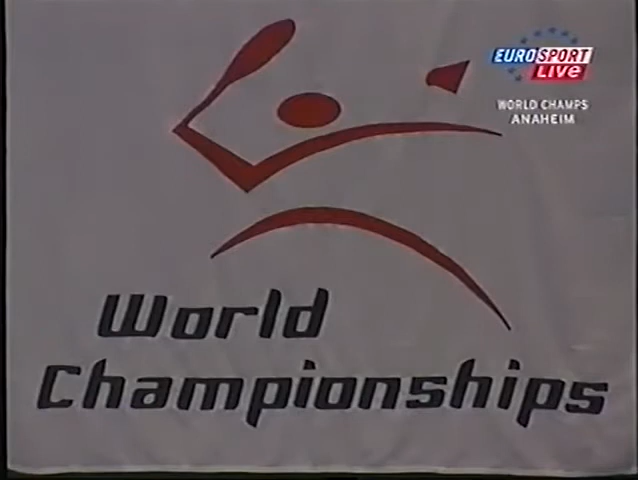 EUROSPORT
LIVE
WORLD CHAMPS
ANAHEIM
World
Championships